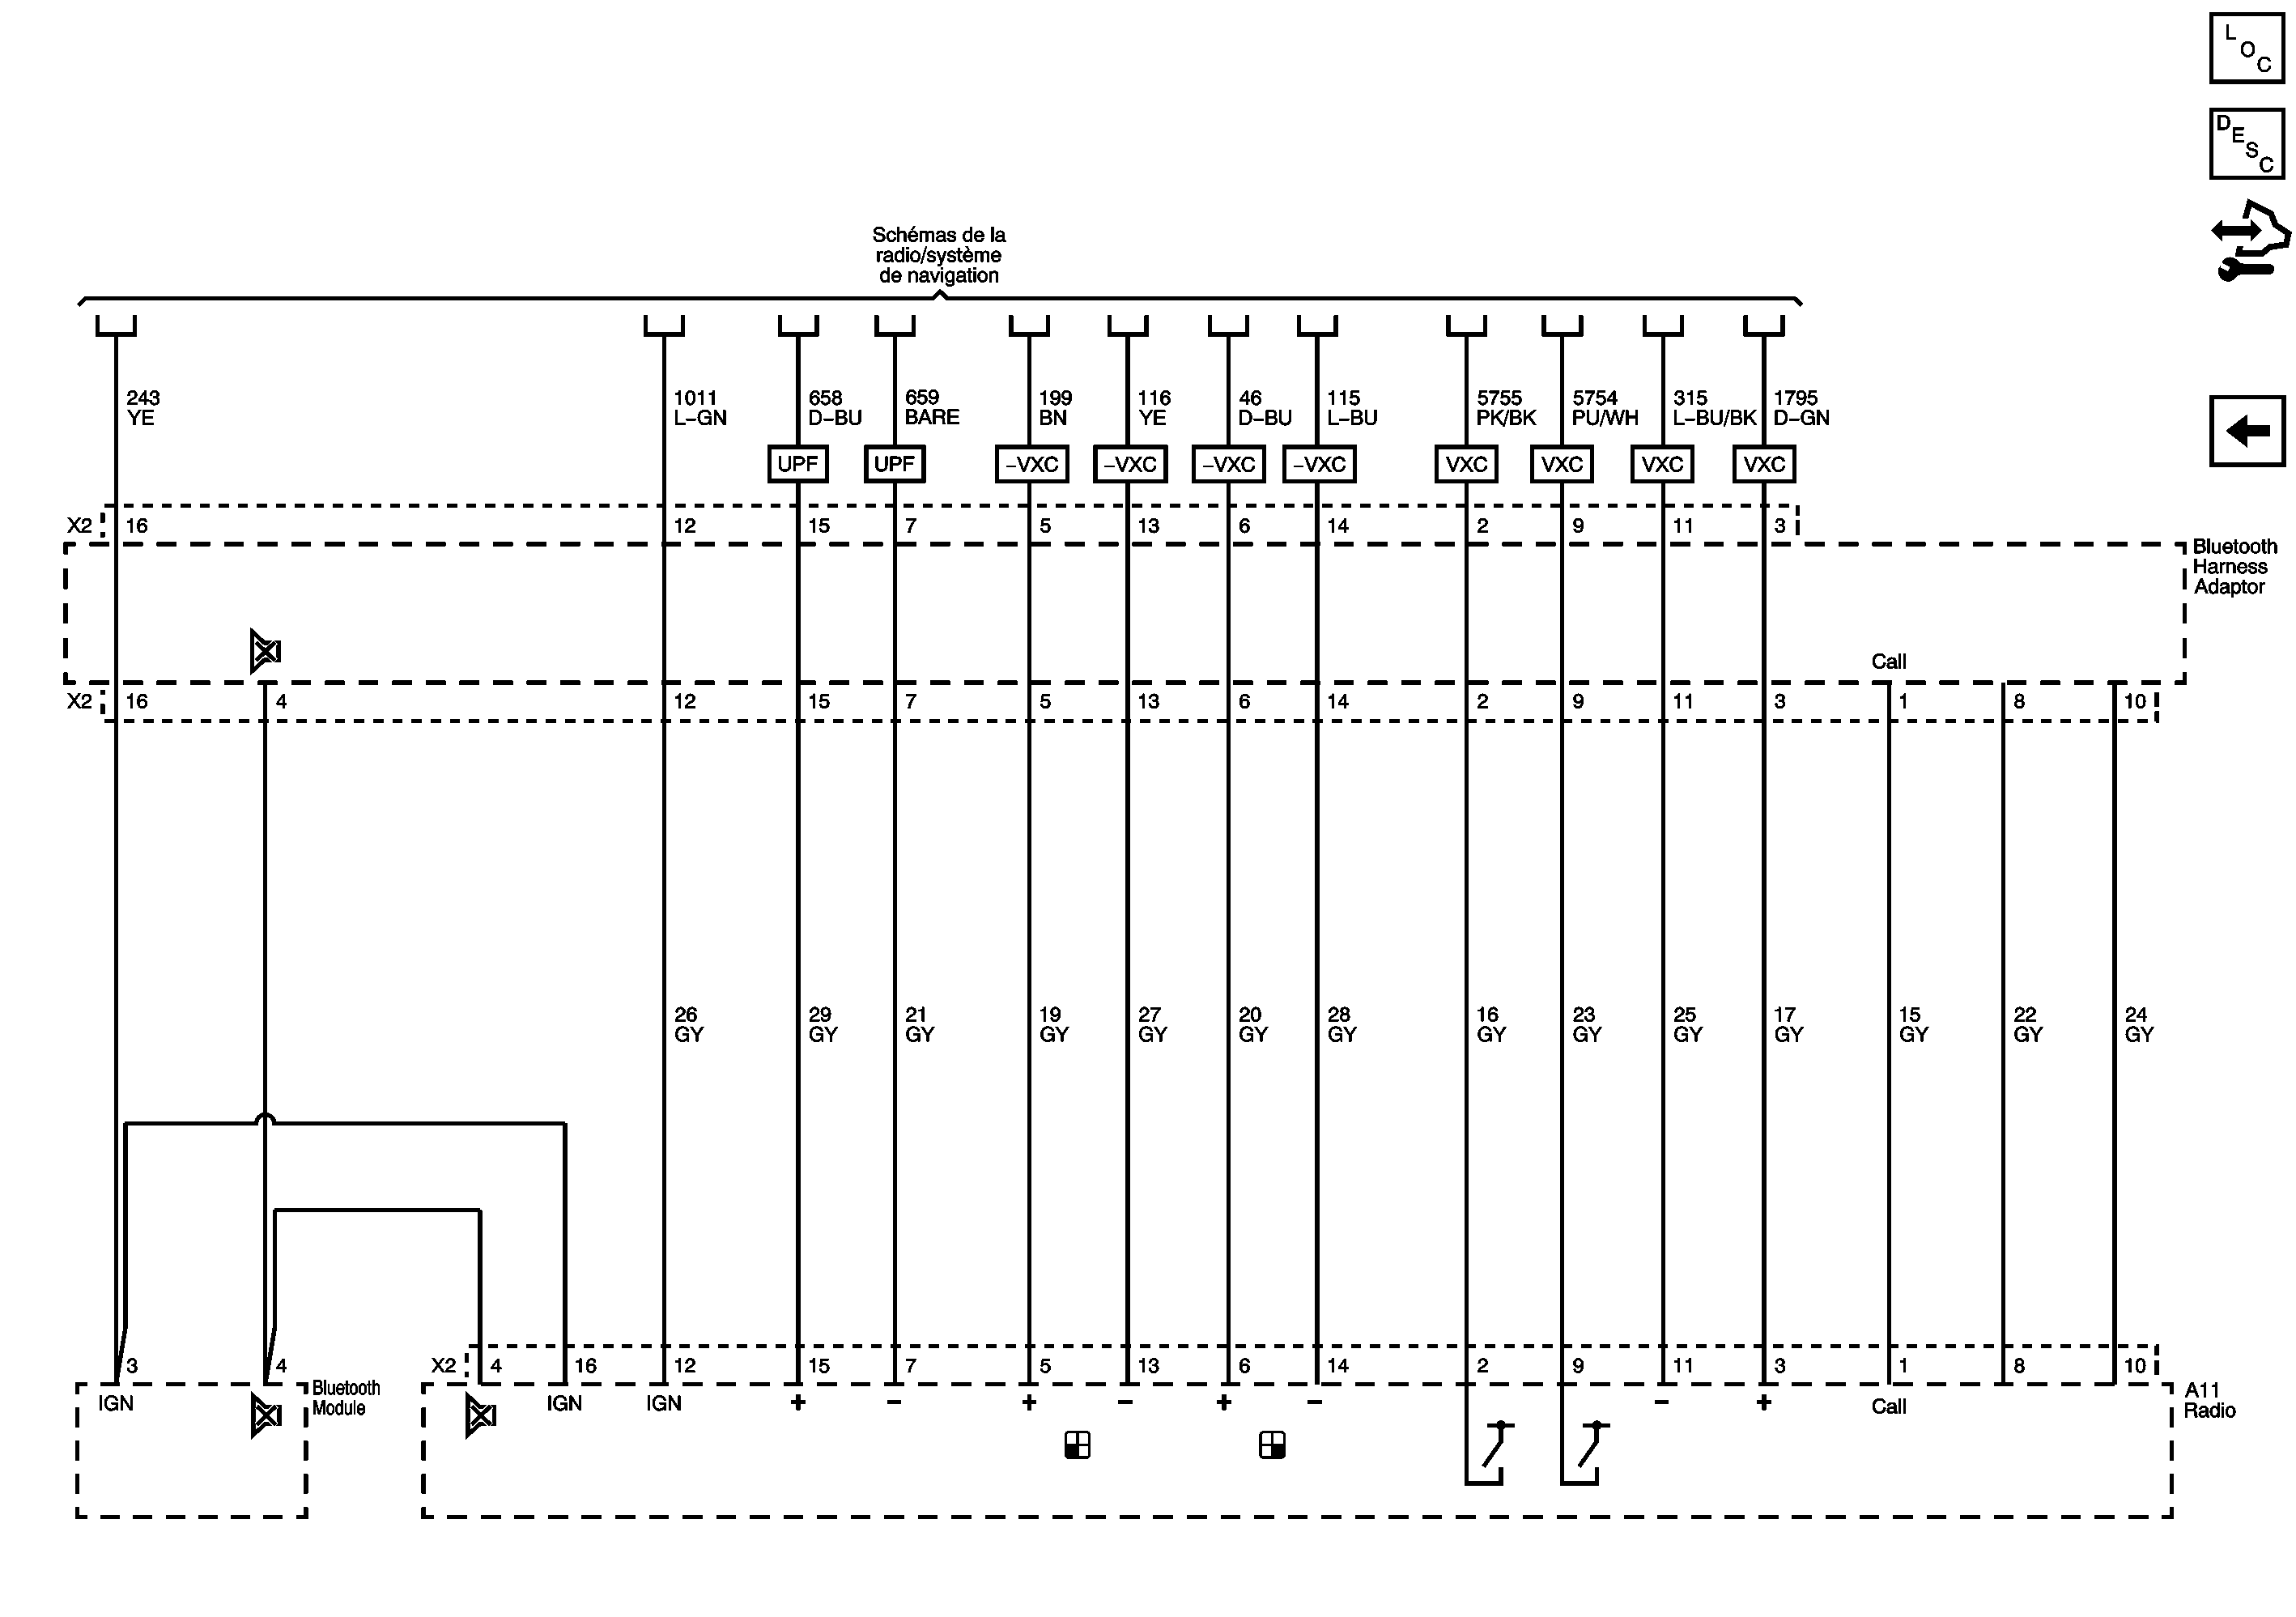 L O C
D E S C
Schémas de la
radio/système
de navigation
243 1011 658 659 199 116 46 115 5755 5754 315 1795
YE L-GN D-BU BARE BN YE D-BU L-BU PK/BK PU/WH L-BU/BK D-GN
UPF UPF -VXC -VXC -VXC -VXC VXC VXC VXC VXC
X2 16 12 15 7 5 13 6 14 2 9 11 3
Bluetooth
Harness
Adaptor
Call
X2 16 4 12 15 7 5 13 6 14 2 9 11 3 1 8 10
26 29 21 19 27 20 28 16 23 25 17 15 22 24
GY GY GY GY GY GY GY GY GY GY GY GY GY GY
3 4 X2 4 16 12 15 7 5 13 6 14 2 9 11 3 1 8 10
Bluetooth
Module
IGN IGN IGN + - + - + - - + Call
A11
Radio